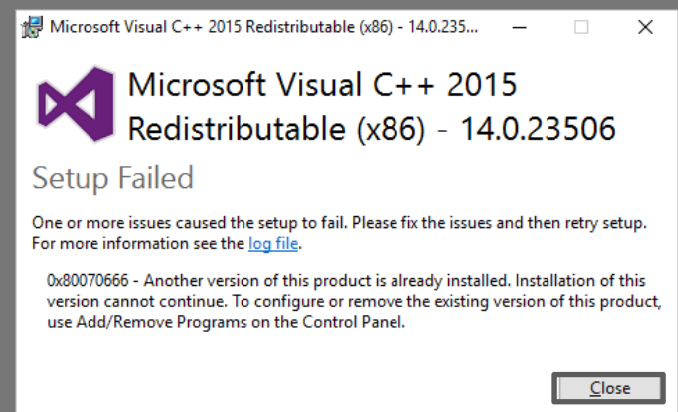 Microsoft Visual C++ 2015 Redistributable (x86) - 14.0.235...
Microsoft Visual C++ 2015
Redistributable (x86) - 14.0.23506
Setup Failed
One or more issues caused the setup to fail. Please fix the issues and then retry setup.
For more information see the log file.
0x80070666 - Another version of this product is already installed. Installation of this
version cannot continue. To configure or remove the existing version of this product,
use Add/Remove Programs on the Control Panel.
Close